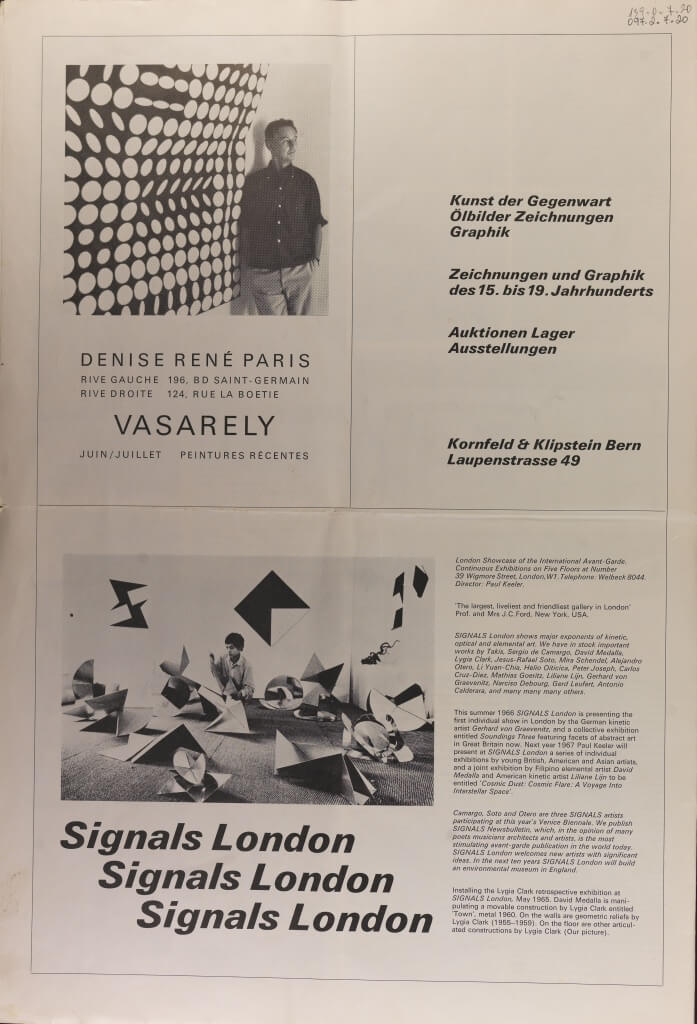 139-0-7.20
097.2.7.20
DENISE RENÉ PARIS
RIVE GAUCHE 196, BD SAINT-GERMAIN
RIVE DROITE 124, RUE LA BOETIE
VASARELY
JUIN/JUILLET PEINTURES RÉCENTES
Kunst der Gegenwart
Ölbilder Zeichnungen
Graphik
Zeichnungen und Graphik
des 15. bis 19. Jahrhunderts
Auktionen Lager
Ausstellungen
Kornfeld & Klipstein Bern
Laupenstrasse 49
Signals London
Signals London
Signals London
London Showcase of the International Avant-Garde.
Continuous Exhibitions on Five Floors at Number
39 Wigmore Street, London, W1. Telephone: Welbeck 8044.
Director: Paul Keeler.
'The largest, liveliest and friendliest gallery in London'
Prof. and Mrs J.C. Ford, New York, USA.
SIGNALS London shows major exponents of kinetic,
optical and elemental art. We have in stock important
works by Takis, Sergio de Camargo, David Medalla,
Lygia Clark, Jesus-Rafael Soto, Mira Schendel, Alejandro
Otero, Li Yuan-Chia, Helio Oiticica, Peter Joseph, Carlos
Cruz-Diez, Mathias Goeritz, Liliane Lijn, Gerhard von
Graevenitz, Narciso Debourg, Gerd Leufert, Antonio
Calderara, and many many many others.
This summer 1966 SIGNALS London is presenting the
first individual show in London by the German kinetic
artist Gerhard von Graevenitz, and a collective exhibition
entitled Soundings Three featuring facets of abstract art
in Great Britain now. Next year 1967 Paul Keeler will
present at SIGNALS London a series of individual
exhibitions by young British, American and Asian artists,
and a joint exhibition by Filipino elemental artist David
Medalla and American kinetic artist Liliane Lijn to be
entitled 'Cosmic Dust: Cosmic Flare: A Voyage Into
Interstellar Space'.
Camargo, Soto and Otero are three SIGNALS artists
participating at this year's Venice Biennale. We publish
SIGNALS Newsbulletin, which, in the opinion of many
poets musicians architects and artists, is the most
stimulating avant-garde publication in the world today.
SIGNALS London welcomes new artists with significant
ideas. In the next ten years SIGNALS London will build
an environmental museum in England.
Installing the Lygia Clark retrospective exhibition at
SIGNALS London, May 1965. David Medalla is mani-
pulating a movable construction by Lygia Clark entitled
'Town', metal 1960. On the walls are geometric reliefs by
Lygia Clark (1955–1959). On the floor are other articul-
ated constructions by Lygia Clark (Our picture).